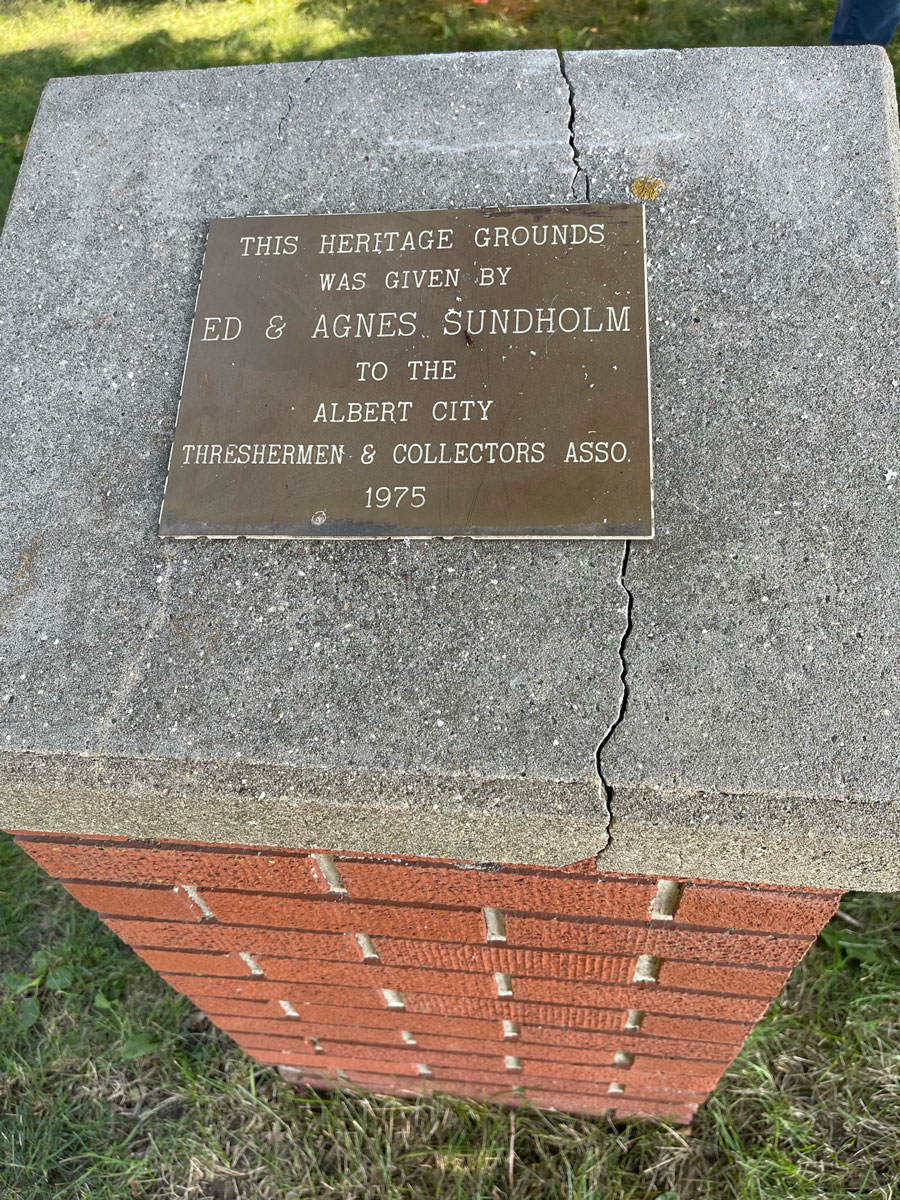 THIS HERITAGE GROUNDS
WAS GIVEN BY
ED & AGNES SUNDHOLM
TO THE
ALBERT CITY
THRESHERMEN & COLLECTORS ASSO.
1975